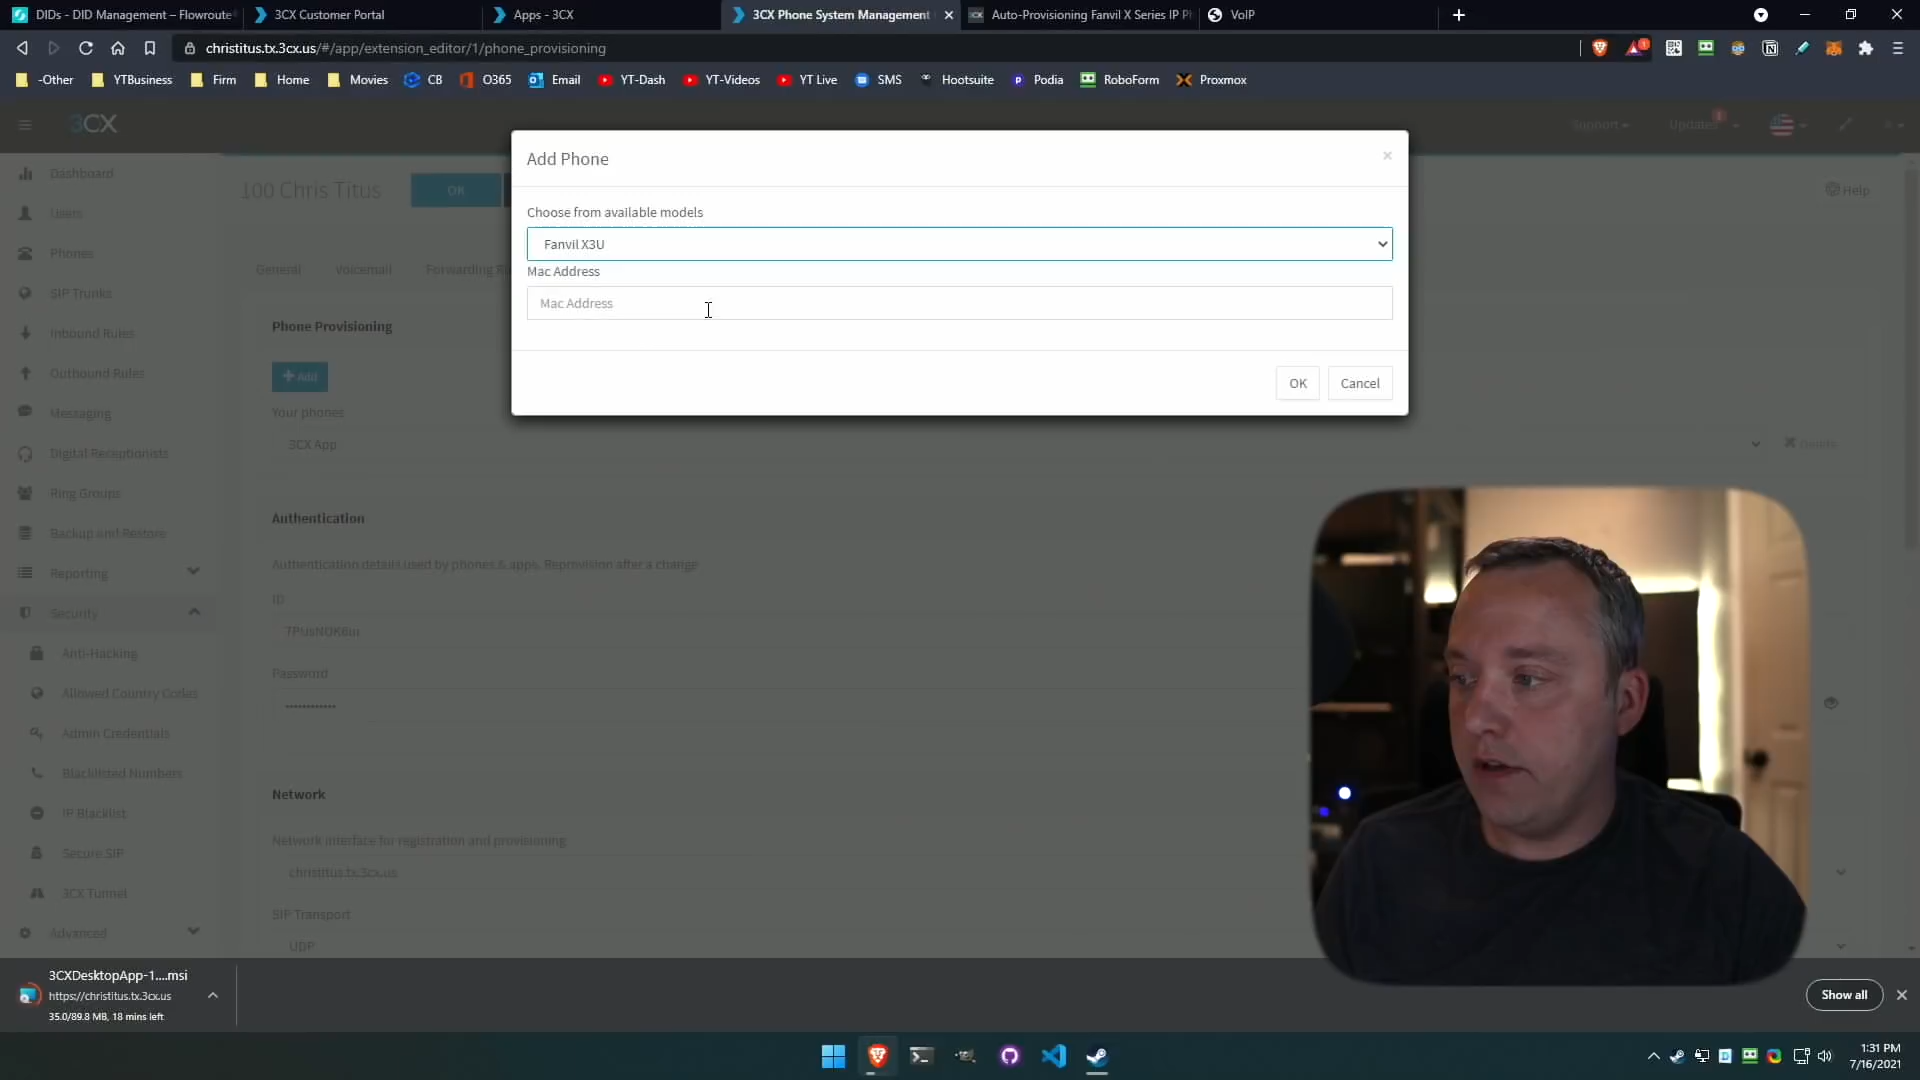 DIDs – DID Management – Flowroute
3CX Customer Portal
Apps - 3CX
3CX Phone System Management
Auto-Provisioning Fanvil X Series IP Ph
VoIP
christitus.tx.3cx.us/#/app/extension_editor/1/phone_provisioning
-Other
YTBusiness
Firm
Home
Movies
CB
O365
Email
YT-Dash
YT-Videos
YT Live
SMS
Hootsuite
Podia
RoboForm
Proxmox
3CX
Support
Updates
Dashboard
Users
Phones
SIP Trunks
Inbound Rules
Outbound Rules
Messaging
Digital Receptionists
Ring Groups
Backup and Restore
Reporting
Security
Anti-Hacking
Allowed Country Codes
Admin Credentials
Blacklisted Numbers
IP Blacklist
Secure SIP
3CX Tunnel
Advanced
100 Chris Titus
OK
Help
General
Voicemail
Forwarding
Add Phone
Choose from available models
Fanvil X3U
Mac Address
Mac Address
OK
Cancel
Phone Provisioning
Add
Your phones
3CX App
Delete
Authentication
Authentication details used by phones & apps. Reprovision after a change
ID
Password
Network
Network interface for registration and provisioning
christitus.tx.3cx.us
SIP Transport
UDP
3CXDesktopApp-1....msi
https://christitus.tx.3cx.us
35.0/89.8 MB, 18 mins left
Show all
1:31 PM
7/16/2021